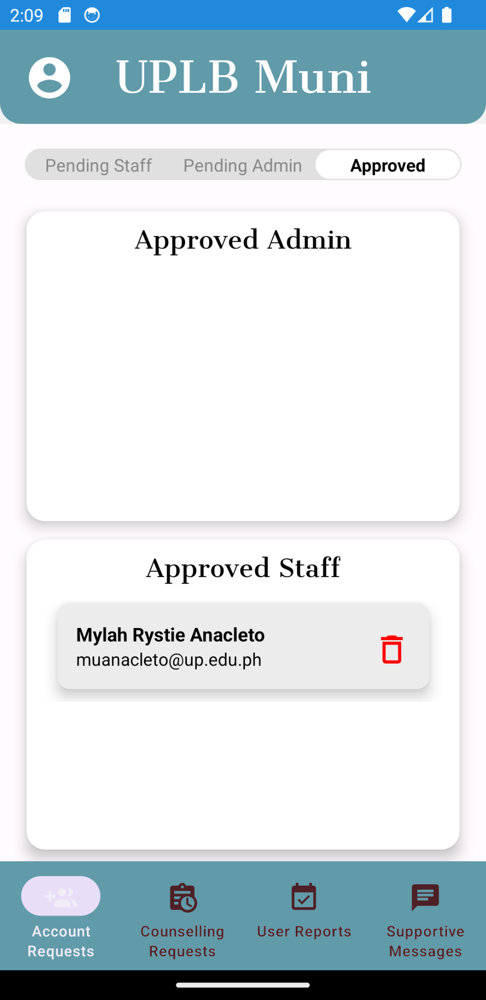 2:09
UPLB Muni
Pending Staff
Pending Admin
Approved
Approved Admin
Approved Staff
Mylah Rystie Anacleto
muanacleto@up.edu.ph
Account
Requests
Counselling
Requests
User Reports
Supportive
Messages